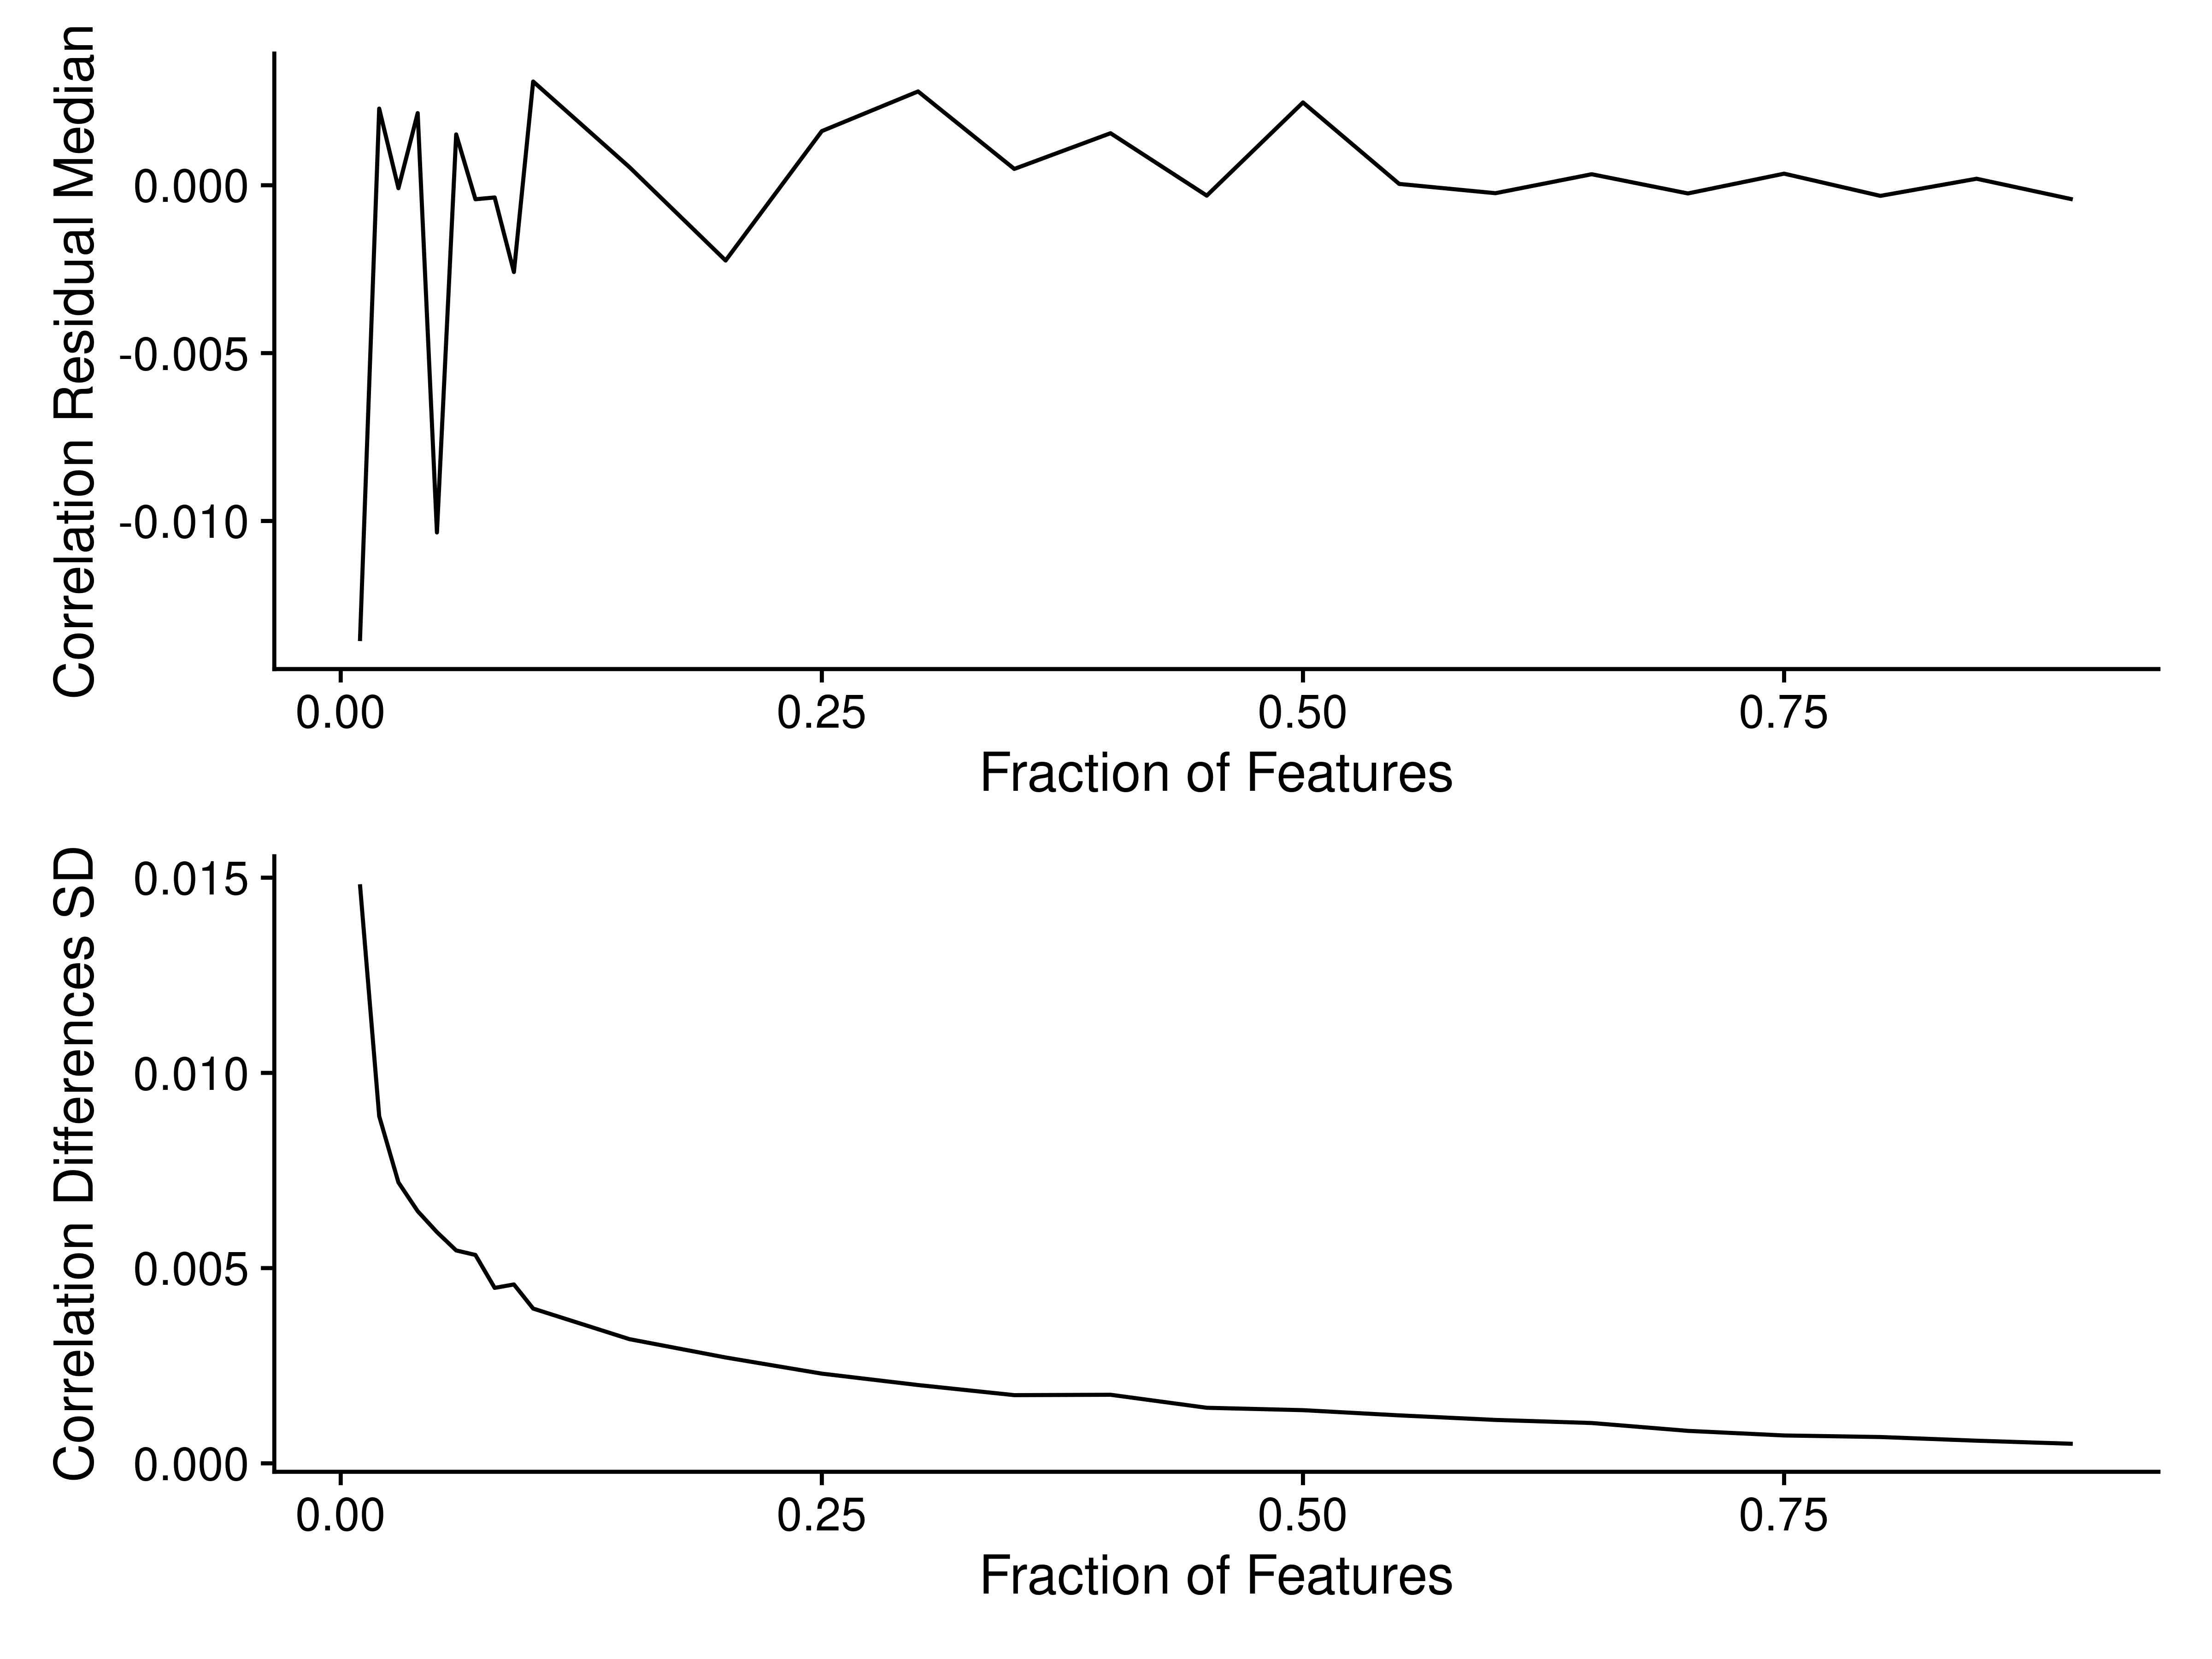 Correlation Residual Median
0.000
-0.005
-0.010
0.00 0.25 0.50 0.75
Fraction of Features
Correlation Differences SD
0.015
0.010
0.005
0.000
0.00 0.25 0.50 0.75
Fraction of Features